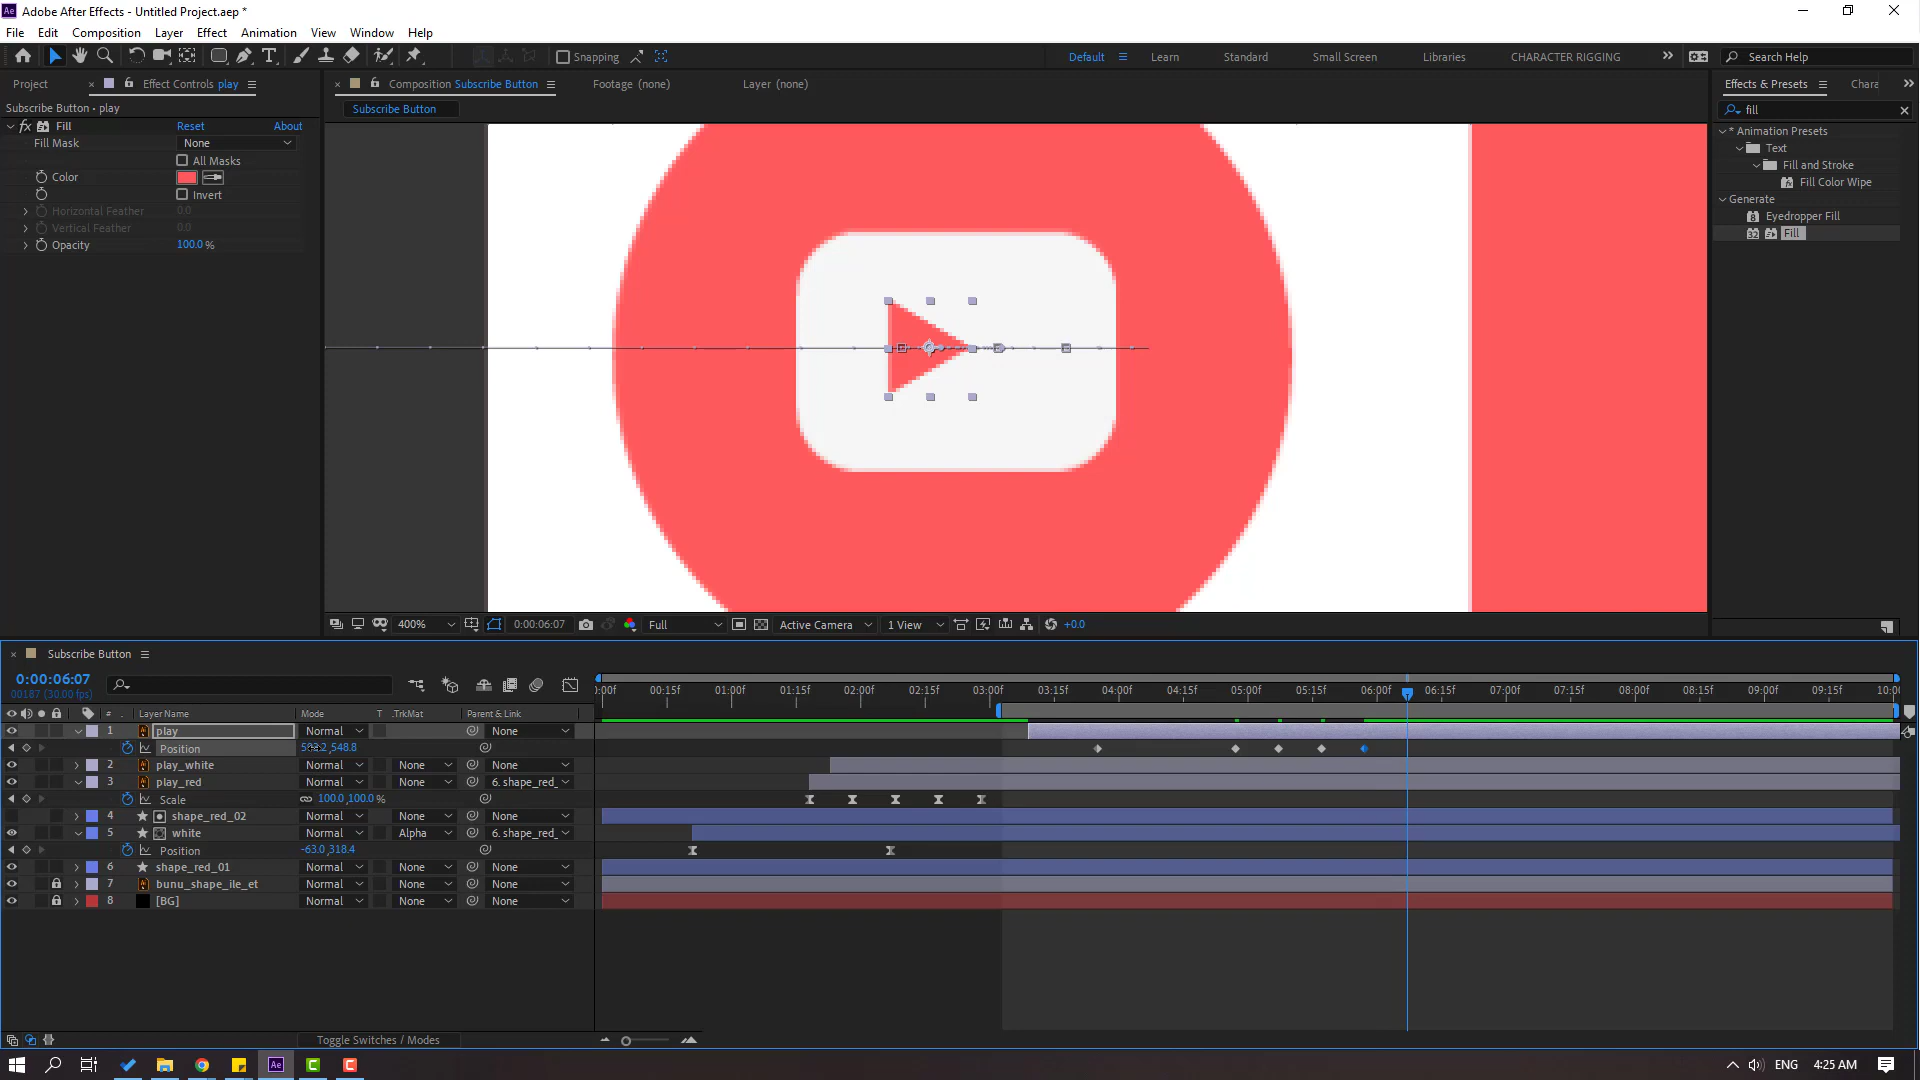 Adobe After Effects - Untitled Project.aep *
File Edit Composition Layer Effect Animation View Window Help
Snapping
Default Learn Standard Small Screen Libraries CHARACTER RIGGING
Search Help
Project
Effect Controls play
Composition Subscribe Button
Footage (none)
Layer (none)
Effects & Presets
Chara
Subscribe Button • play
Subscribe Button
fill
fx Fill Reset About
Fill Mask None
All Masks
Color
Invert
Horizontal Feather 0.0
Vertical Feather 0.0
Opacity 100.0 %
* Animation Presets
Text
Fill and Stroke
Fill Color Wipe
Generate
Eyedropper Fill
Fill
400% 0:00:06:07 Full Active Camera 1 View +0.0
Subscribe Button
0:00:06:07
00187 (30.00 fps)
:00f 00:15f 01:00f 01:15f 02:00f 02:15f 03:00f 03:15f 04:00f 04:15f 05:00f 05:15f 06:00f 06:15f 07:00f 07:15f 08:00f 08:15f 09:00f 09:15f 10:00
# Layer Name Mode T .TrkMat Parent & Link
1 play Normal None
Position ,548.8
2 play_white Normal None None
3 play_red Normal None 6. shape_red_
Scale 100.0,100.0 %
4 shape_red_02 Normal None None
5 white Normal Alpha 6. shape_red_
Position -63.0,318.4
6 shape_red_01 Normal None None
7 bunu_shape_ile_et Normal None None
8 [BG] Normal None None
Toggle Switches / Modes
ENG 4:25 AM